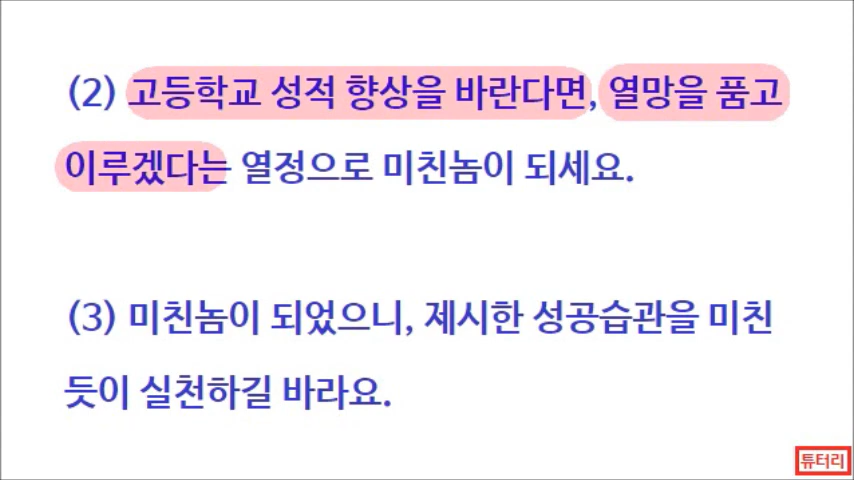 (2) 고등학교 성적 향상을 바란다면, 열망을 품고
이루겠다는 열정으로 미친놈이 되세요.
(3) 미친놈이 되었으니, 제시한 성공습관을 미친
듯이 실천하길 바라요.
튜터리